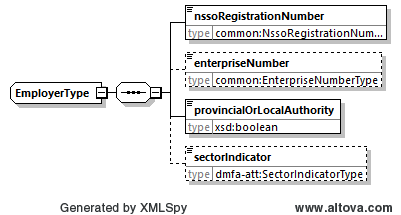 nssoRegistrationNumber
type common:NssoRegistrationNum...
enterpriseNumber
type common:EnterpriseNumberType
EmployerType
provincialOrLocalAuthority
type xsd:boolean
sectorIndicator
type dmfa-att:SectorIndicatorType
Generated by XMLSpy
www.altova.com